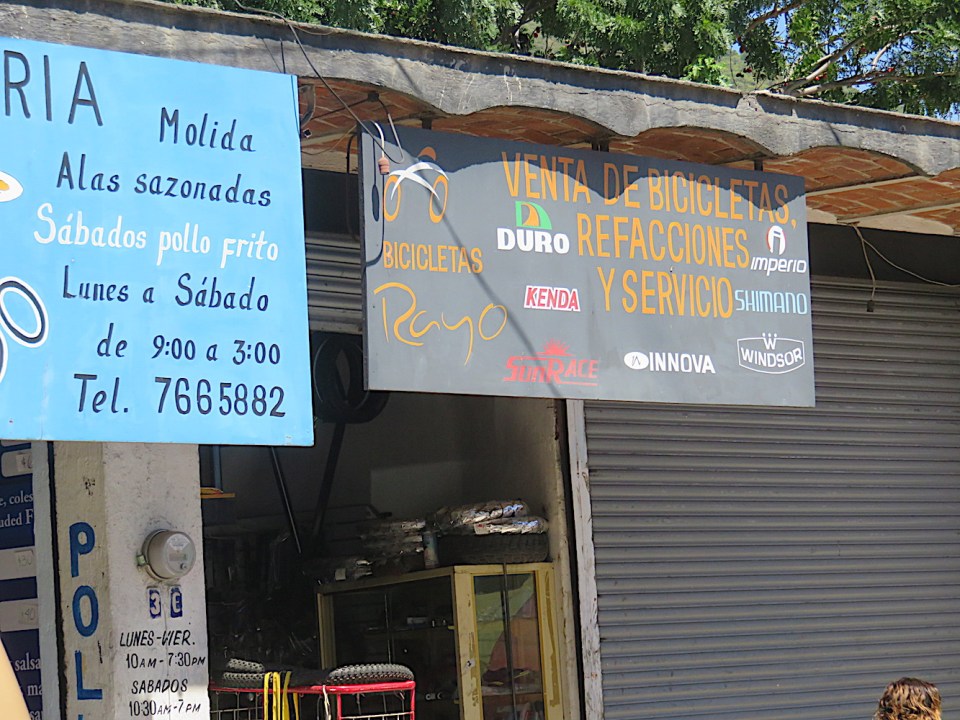 RIA
Molida
Alas sazonadas
Sábados pollo frito
Lunes a Sábado
de 9:00 a 3:00
Tel. 7665882
VENTA DE BICICLETAS,
REFACCIONES
Y SERVICIO
BICICLETAS
Rayo
DURO
KENDA
SunRACE
INNOVA
imperio
SHIMANO
WINDSOR
POL
3 E
LUNES-VIER.
10AM-7:30PM
SABADOS
10:30AM-7PM
salsa